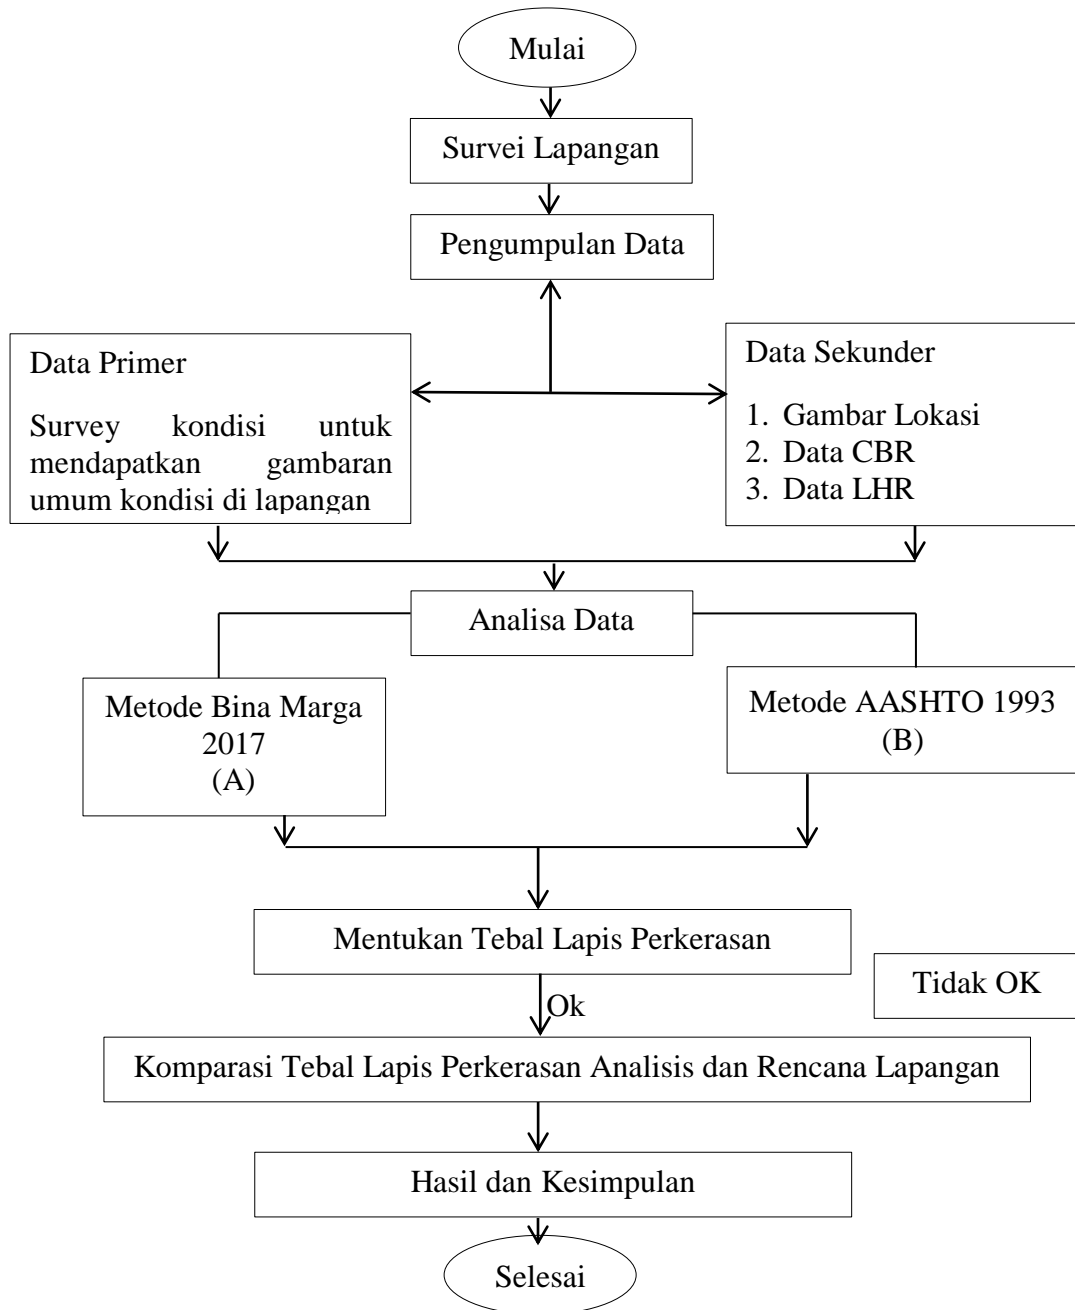 Mulai
Survei Lapangan
Pengumpulan Data
Data Primer
Survey kondisi untuk
mendapatkan gambaran
umum kondisi di lapangan
Data Sekunder
1. Gambar Lokasi
2. Data CBR
3. Data LHR
Analisa Data
Metode Bina Marga
2017
(A)
Metode AASHTO 1993
(B)
Mentukan Tebal Lapis Perkerasan
Tidak OK
Ok
Komparasi Tebal Lapis Perkerasan Analisis dan Rencana Lapangan
Hasil dan Kesimpulan
Selesai